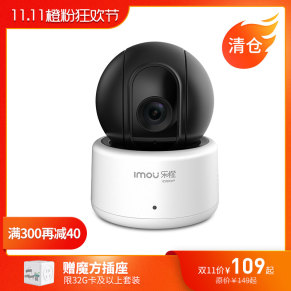 11.11橙粉狂欢节
清仓
imou 乐橙
满300再减40
赠魔方插座
限32G卡及以上套装
双11价¥109起
原价¥149起